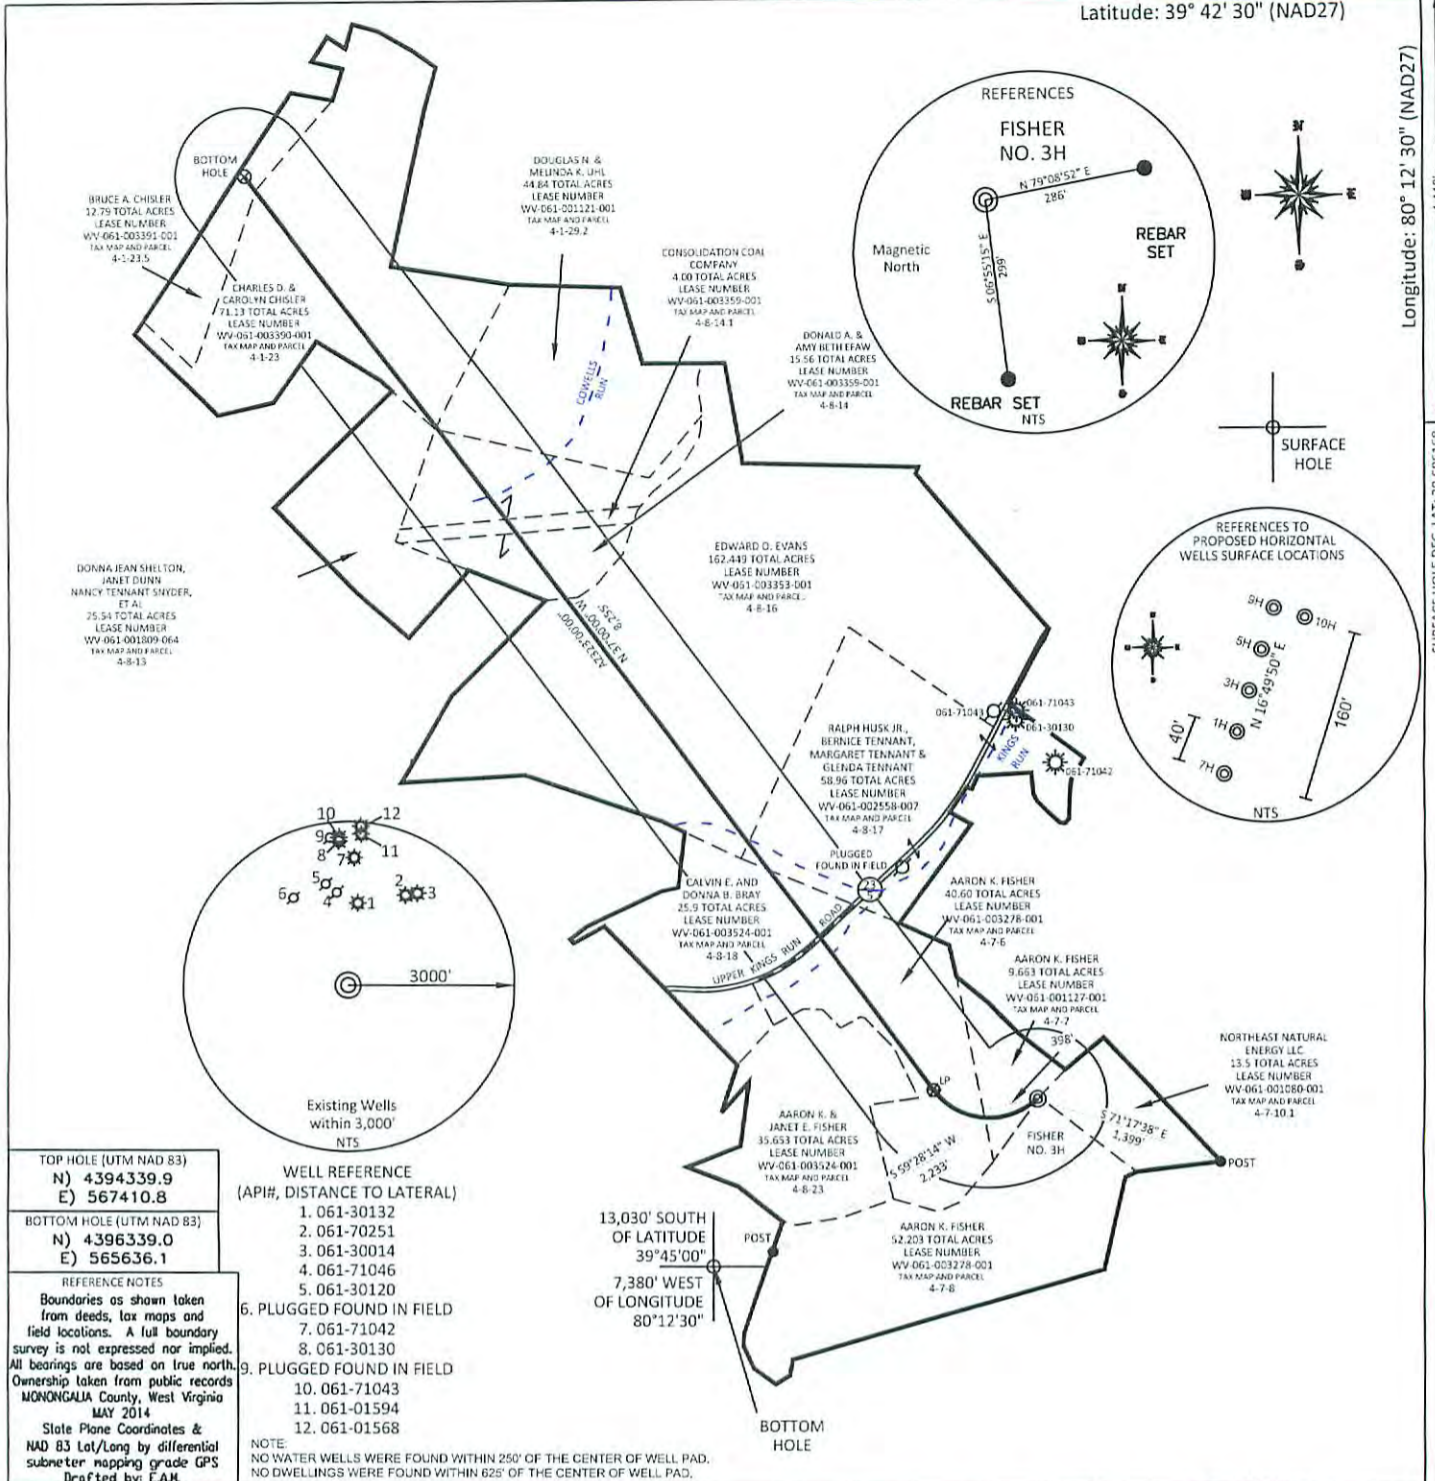 Latitude: 39° 42' 30" (NAD27)
Longitude: 80° 12' 30" (NAD27)
REFERENCES
FISHER
NO. 3H
N 79°08'52" E
286'
S 06°55'15" E
299'
Magnetic
North
REBAR
SET
REBAR SET
NTS
SURFACE
HOLE
REFERENCES TO
PROPOSED HORIZONTAL
WELLS SURFACE LOCATIONS
9H
10H
5H
3H
1H
7H
N 16°49'50" E
40'
160'
NTS
BOTTOM
HOLE
BRUCE A. CHISLER
12.79 TOTAL ACRES
LEASE NUMBER
WV-061-003391-001
TAX MAP AND PARCEL
4-1-23.5
CHARLES D. &
CAROLYN CHISLER
71.13 TOTAL ACRES
LEASE NUMBER
WV-061-003390-001
TAX MAP AND PARCEL
4-1-23
DOUGLAS N. &
MELINDA K. UHL
44.84 TOTAL ACRES
LEASE NUMBER
WV-061-001121-001
TAX MAP AND PARCEL
4-1-29.2
CONSOLIDATION COAL
COMPANY
4.00 TOTAL ACRES
LEASE NUMBER
WV-061-003359-001
TAX MAP AND PARCEL
4-8-14.1
DONALD A. &
AMY BETH EFAW
15.56 TOTAL ACRES
LEASE NUMBER
WV-061-003359-001
TAX MAP AND PARCEL
4-8-14
COWELLS
RUN
DONNA JEAN SHELTON,
JANET DUNN
NANCY TENNANT SNYDER,
ET AL
25.54 TOTAL ACRES
LEASE NUMBER
WV-061-001809-064
TAX MAP AND PARCEL
4-8-13
EDWARD O. EVANS
162.449 TOTAL ACRES
LEASE NUMBER
WV-061-003353-001
TAX MAP AND PARCEL
4-8-16
AZ323°00'00"
N 37°00'00" W
8,255'
RALPH HUSK JR.,
BERNICE TENNANT,
MARGARET TENNANT &
GLENDA TENNANT
58.96 TOTAL ACRES
LEASE NUMBER
WV-061-002558-007
TAX MAP AND PARCEL
4-8-17
061-71043
061-71043
061-30130
KINGS
RUN
061-71042
PLUGGED
FOUND IN FIELD
23
CALVIN E. AND
DONNA B. BRAY
25.9 TOTAL ACRES
LEASE NUMBER
WV-061-003524-001
TAX MAP AND PARCEL
4-8-18
UPPER KINGS RUN ROAD
AARON K. FISHER
40.60 TOTAL ACRES
LEASE NUMBER
WV-061-003278-001
TAX MAP AND PARCEL
4-7-6
AARON K. FISHER
9.663 TOTAL ACRES
LEASE NUMBER
WV-061-001127-001
TAX MAP AND PARCEL
4-7-7
398'
NORTHEAST NATURAL
ENERGY LLC
13.5 TOTAL ACRES
LEASE NUMBER
WV-061-001080-001
TAX MAP AND PARCEL
4-7-10.1
LP
S 71°17'38" E
1,399'
POST
FISHER
NO. 3H
S 59°28'14" W
2,233'
AARON K. &
JANET E. FISHER
35.653 TOTAL ACRES
LEASE NUMBER
WV-061-003524-001
TAX MAP AND PARCEL
4-8-23
AARON K. FISHER
52.203 TOTAL ACRES
LEASE NUMBER
WV-061-003278-001
TAX MAP AND PARCEL
4-7-8
POST
13,030' SOUTH
OF LATITUDE
39°45'00"
7,380' WEST
OF LONGITUDE
80°12'30"
BOTTOM
HOLE
10
12
9
11
8
7
5
6
4
2
3
1
3000'
Existing Wells
within 3,000'
NTS
TOP HOLE (UTM NAD 83)
N) 4394339.9
E) 567410.8
BOTTOM HOLE (UTM NAD 83)
N) 4396339.0
E) 565636.1
REFERENCE NOTES
Boundaries as shown taken
from deeds, tax maps and
field locations. A full boundary
survey is not expressed nor implied.
All bearings are based on true north.
Ownership taken from public records
MONONGALIA County, West Virginia
MAY 2014
State Plane Coordinates &
NAD 83 Lat/Long by differential
submeter mapping grade GPS
Drafted by: F.A.H.
WELL REFERENCE
(API#, DISTANCE TO LATERAL)
1. 061-30132
2. 061-70251
3. 061-30014
4. 061-71046
5. 061-30120
6. PLUGGED FOUND IN FIELD
7. 061-71042
8. 061-30130
9. PLUGGED FOUND IN FIELD
10. 061-71043
11. 061-01594
12. 061-01568
NOTE:
NO WATER WELLS WERE FOUND WITHIN 250' OF THE CENTER OF WELL PAD.
NO DWELLINGS WERE FOUND WITHIN 625' OF THE CENTER OF WELL PAD.